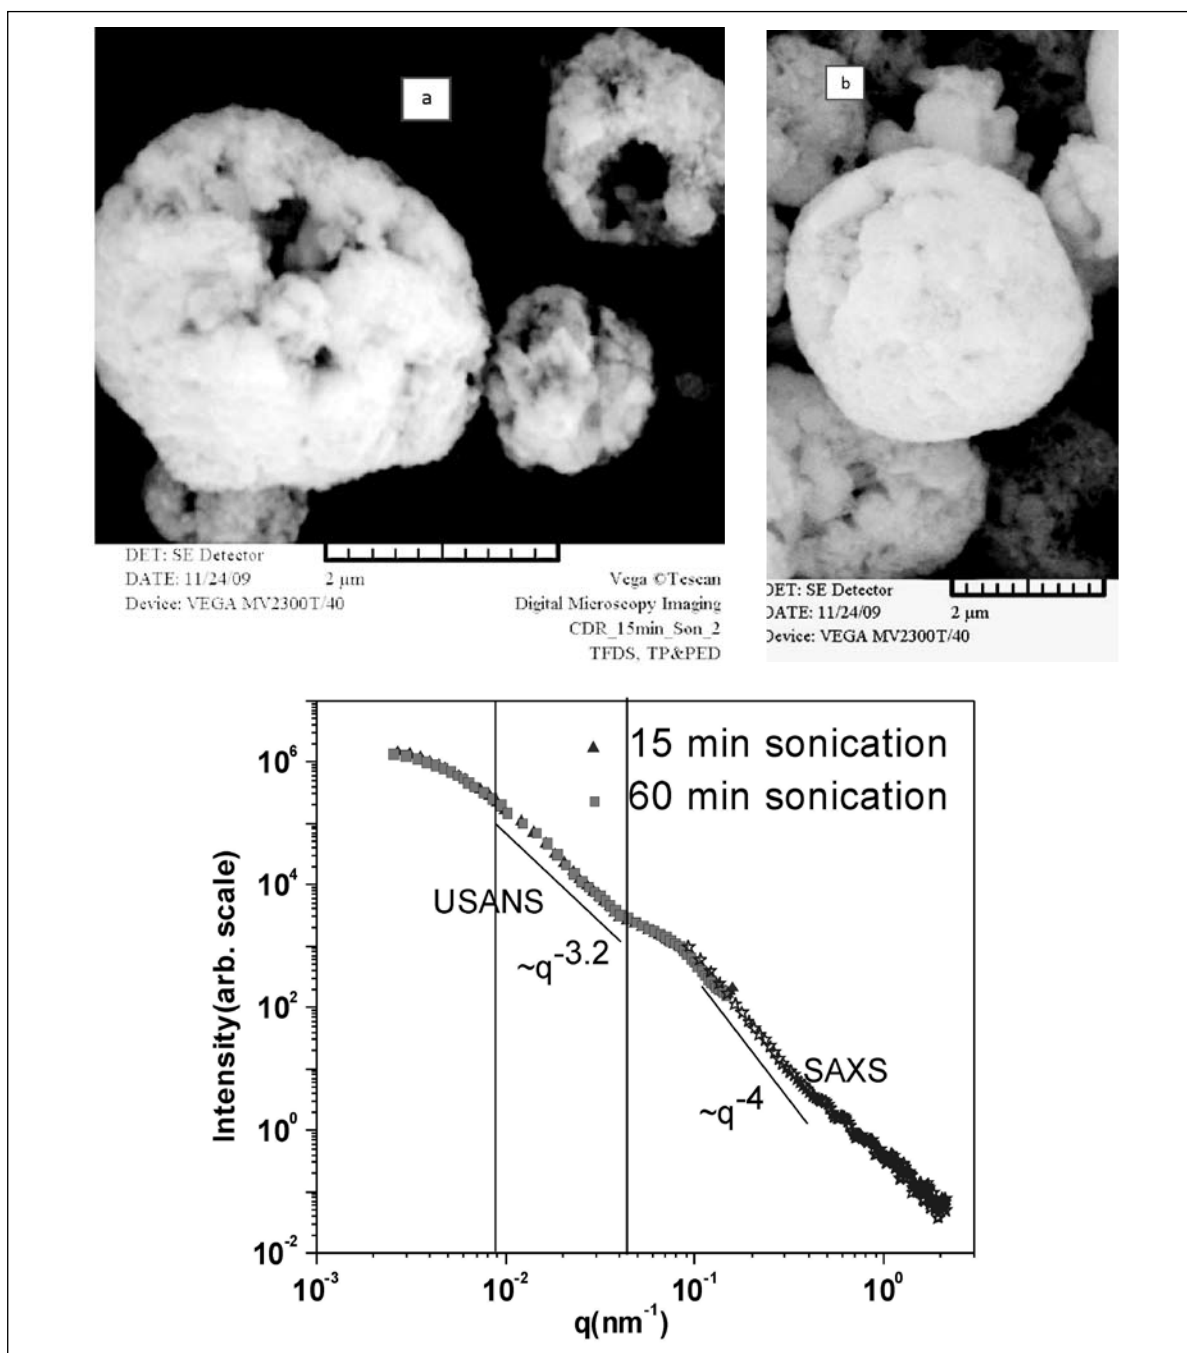 a
b
DET: SE Detector
DATE: 11/24/09
Device: VEGA MV2300T/40
2 μm
Vega ©Tescan
Digital Microscopy Imaging
CDR_15min_Son_2
TFDS, TP&PED
DET: SE Detector
DATE: 11/24/09
Device: VEGA MV2300T/40
2 μm
15 min sonication
60 min sonication
USANS
~q^-3.2
SAXS
~q^-4
Intensity(arb. scale)
10^6
10^4
10^2
10^0
10^-2
10^-3
10^-2
10^-1
10^0
q(nm^-1)